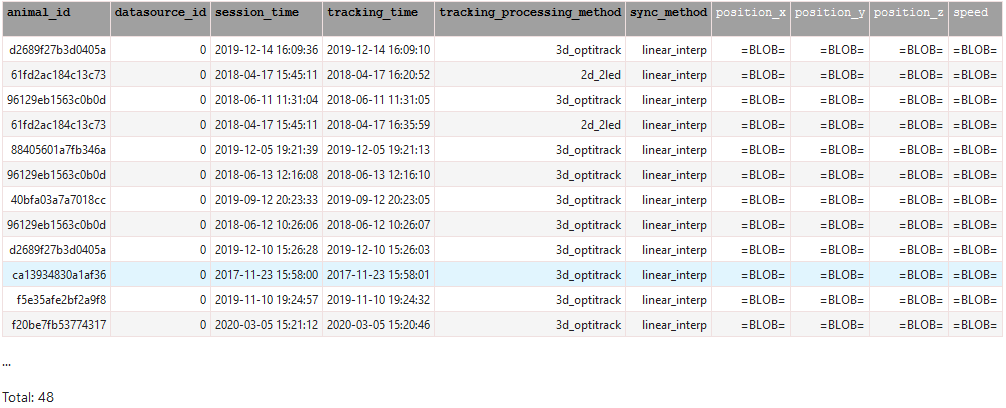 animal_id datasource_id session_time tracking_time tracking_processing_method sync_method position_x position_y position_z speed
d2689f27b3d0405a 0 2019-12-14 16:09:36 2019-12-14 16:09:10 3d_optitrack linear_interp =BLOB= =BLOB= =BLOB= =BLOB=
61fd2ac184c13c73 0 2018-04-17 15:45:11 2018-04-17 16:20:52 2d_2led linear_interp =BLOB= =BLOB= =BLOB= =BLOB=
96129eb1563c0b0d 0 2018-06-11 11:31:04 2018-06-11 11:31:05 3d_optitrack linear_interp =BLOB= =BLOB= =BLOB= =BLOB=
61fd2ac184c13c73 0 2018-04-17 15:45:11 2018-04-17 16:35:59 2d_2led linear_interp =BLOB= =BLOB= =BLOB= =BLOB=
88405601a7fb346a 0 2019-12-05 19:21:39 2019-12-05 19:21:13 3d_optitrack linear_interp =BLOB= =BLOB= =BLOB= =BLOB=
96129eb1563c0b0d 0 2018-06-13 12:16:08 2018-06-13 12:16:10 3d_optitrack linear_interp =BLOB= =BLOB= =BLOB= =BLOB=
40bfa03a7a7018cc 0 2019-09-12 20:23:33 2019-09-12 20:23:05 3d_optitrack linear_interp =BLOB= =BLOB= =BLOB= =BLOB=
96129eb1563c0b0d 0 2018-06-12 10:26:06 2018-06-12 10:26:07 3d_optitrack linear_interp =BLOB= =BLOB= =BLOB= =BLOB=
d2689f27b3d0405a 0 2019-12-10 15:26:28 2019-12-10 15:26:03 3d_optitrack linear_interp =BLOB= =BLOB= =BLOB= =BLOB=
ca13934830a1af36 0 2017-11-23 15:58:00 2017-11-23 15:58:01 3d_optitrack linear_interp =BLOB= =BLOB= =BLOB= =BLOB=
f5e35afe2bf2a9f8 0 2019-11-10 19:24:57 2019-11-10 19:24:32 3d_optitrack linear_interp =BLOB= =BLOB= =BLOB= =BLOB=
f20be7fb53774317 0 2020-03-05 15:21:12 2020-03-05 15:20:46 3d_optitrack linear_interp =BLOB= =BLOB= =BLOB= =BLOB=
...
Total: 48